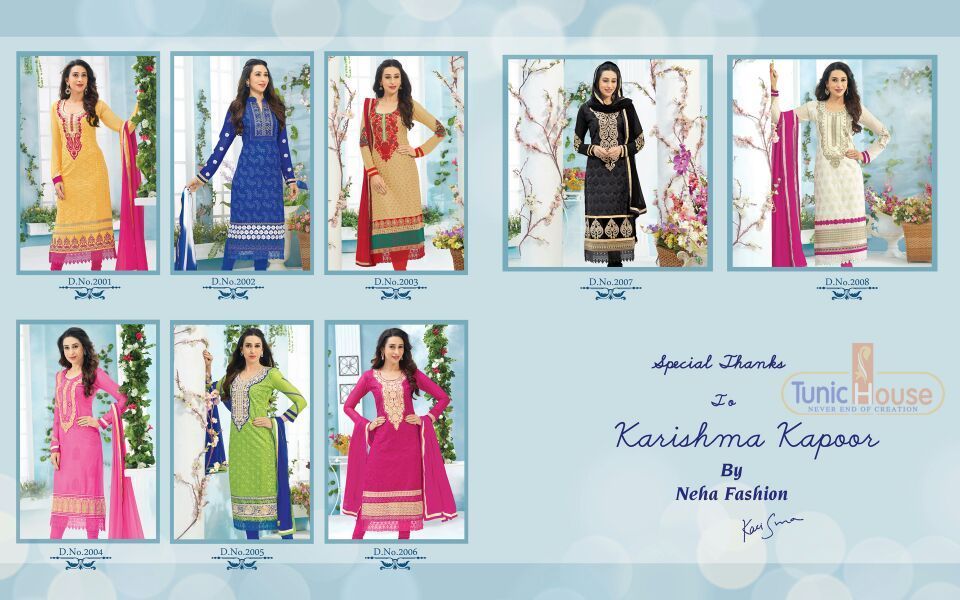 D.No.2001
D.No.2002
D.No.2003
D.No.2007
D.No.2008
D.No.2004
D.No.2005
D.No.2006
Special Thanks
To
Karishma Kapoor
By
Neha Fashion
Karisma
Tunic House
NEVER END OF CREATION